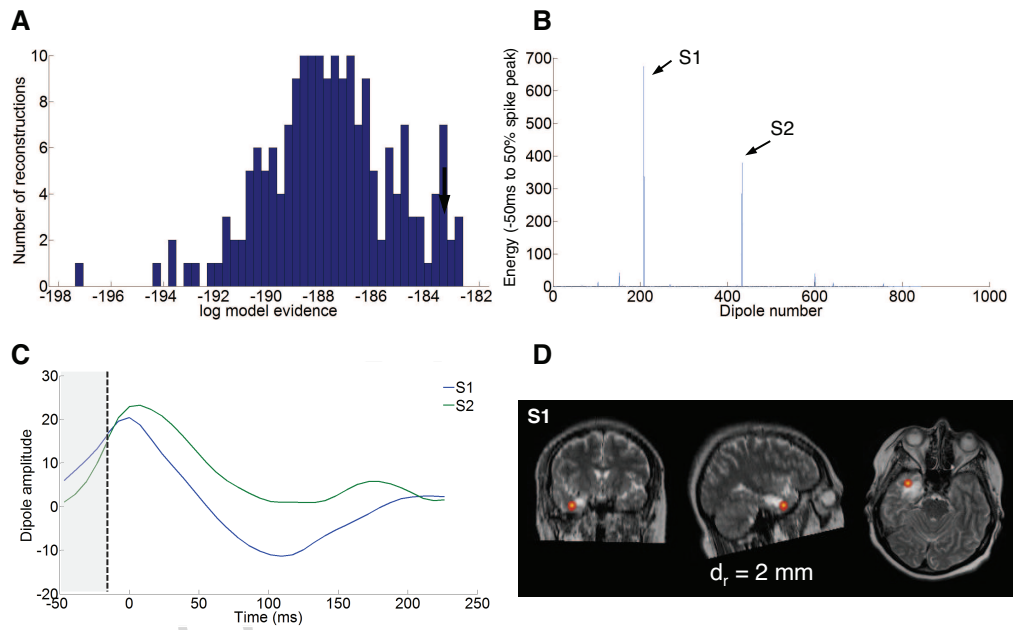 A
Number of reconstructions
10
8
6
4
2
0
-198 -196 -194 -192 -190 -188 -186 -184 -182
log model evidence
B
Energy (-50ms to 50% spike peak)
700
600
500
400
300
200
100
0
S1
S2
0 200 400 600 800 1000
Dipole number
C
Dipole amplitude
30
20
10
0
-10
-20
S1
S2
-50 0 50 100 150 200 250
Time (ms)
D
S1
dr = 2 mm